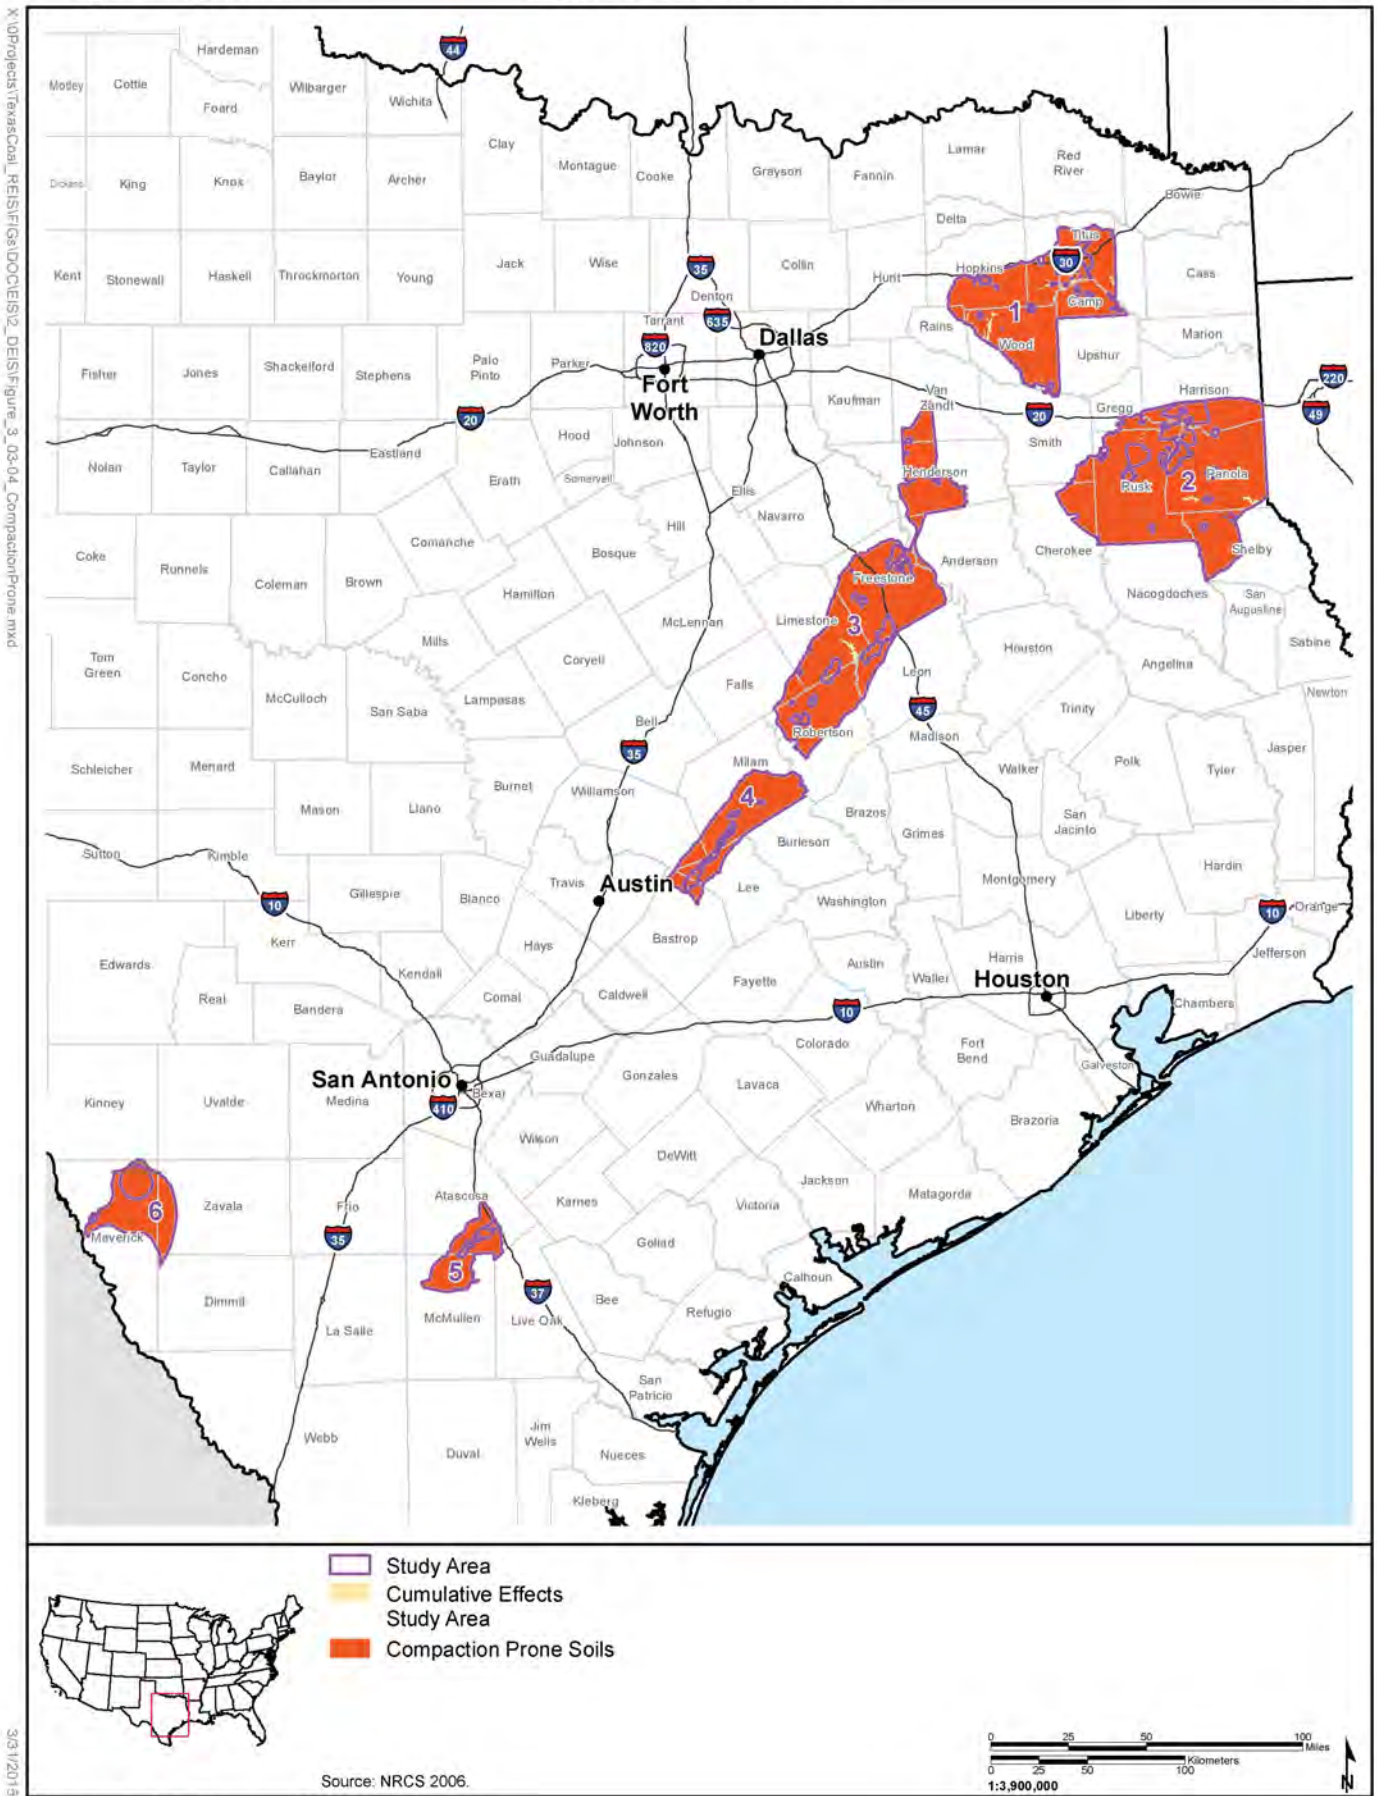 X:\0Projects\TexasCoal_REIS\FIGs\DOC\EIS\2_DEIS\Figure_3_03-04_CompactionProne.mxd
44
Hardeman
Motley
Cottle
Foard
Wilbarger
Wichita
Clay
Montague
Cooke
Grayson
Fannin
Lamar
Red
River
Bowie
Dickens
King
Knox
Baylor
Archer
Delta
Titus
30
Kent
Stonewall
Haskell
Throckmorton
Young
Jack
Wise
35
Denton
Collin
Hunt
Hopkins
1
Camp
Cass
Tarrant
635
820
Dallas
Rains
Wood
Upshur
Marion
Fisher
Jones
Shackelford
Stephens
Palo
Pinto
Parker
Fort
Worth
Kaufman
Van
Zandt
20
Gregg
Harrison
220
49
20
Eastland
Hood
Johnson
Smith
Nolan
Taylor
Callahan
Erath
Somervell
Ellis
Henderson
Rusk
2
Panola
Navarro
Hill
Comanche
Bosque
Coke
Runnels
Coleman
Brown
Hamilton
Freestone
Anderson
Cherokee
Shelby
Nacogdoches
San
Augustine
McLennan
Limestone
3
Mills
Houston
Sabine
Tom
Green
Concho
McCulloch
San Saba
Coryell
Lampasas
Falls
Leon
Angelina
Newton
Trinity
45
Bell
35
Robertson
Madison
Schleicher
Menard
Milam
Walker
Polk
Tyler
Jasper
Mason
Llano
Burnet
Williamson
4
Brazos
Grimes
San
Jacinto
Burleson
Sutton
Kimble
Hardin
10
Gillespie
Blanco
Travis
Austin
Lee
Washington
Montgomery
Liberty
10
Orange
Kerr
Hays
Bastrop
Jefferson
Edwards
Real
Kendall
Comal
Caldwell
Fayette
Austin
Waller
Harris
Houston
Chambers
Bandera
10
Guadalupe
Colorado
Fort
Bend
Galveston
San Antonio
Bexar
410
Gonzales
Lavaca
Kinney
Uvalde
Medina
Wharton
Brazoria
Wilson
DeWitt
Jackson
Matagorda
6
Zavala
Frio
Atascosa
Karnes
Victoria
Maverick
35
Goliad
5
37
Calhoun
Dimmit
La Salle
McMullen
Live Oak
Bee
Refugio
San
Patricio
Webb
Duval
Jim
Wells
Nueces
Kleberg
Study Area
Cumulative Effects
Study Area
Compaction Prone Soils
Source: NRCS 2006.
0 25 50 100
Miles
Kilometers
0 25 50 100
1:3,900,000
N
3/31/2015